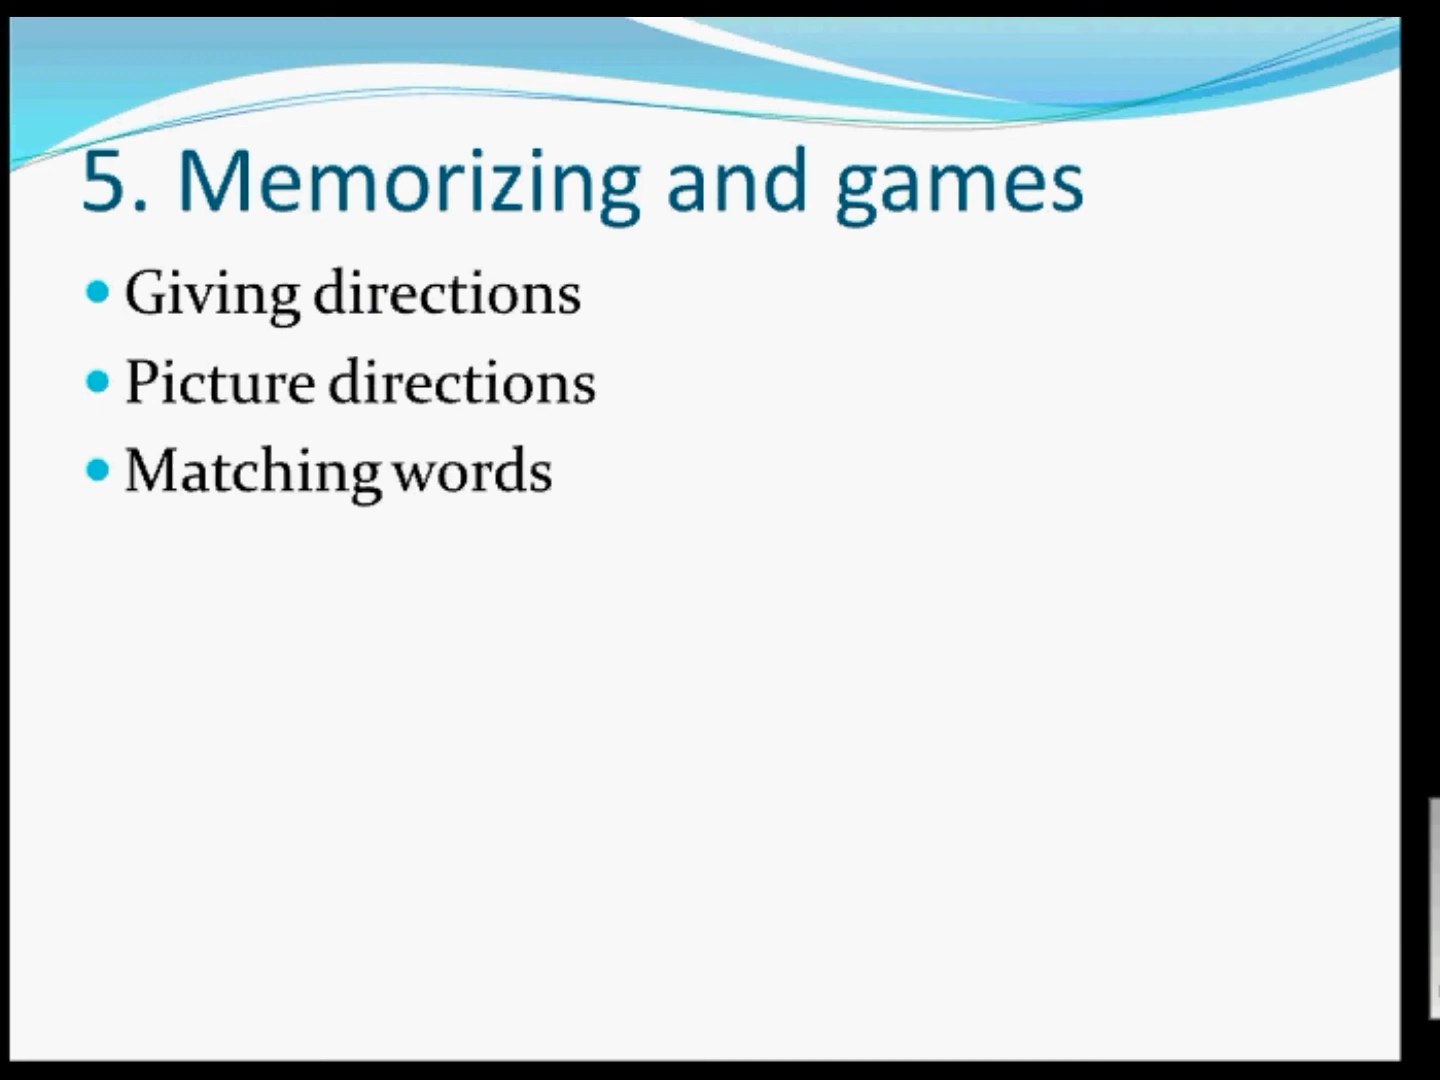 5. Memorizing and games
• Giving directions
• Picture directions
• Matching words